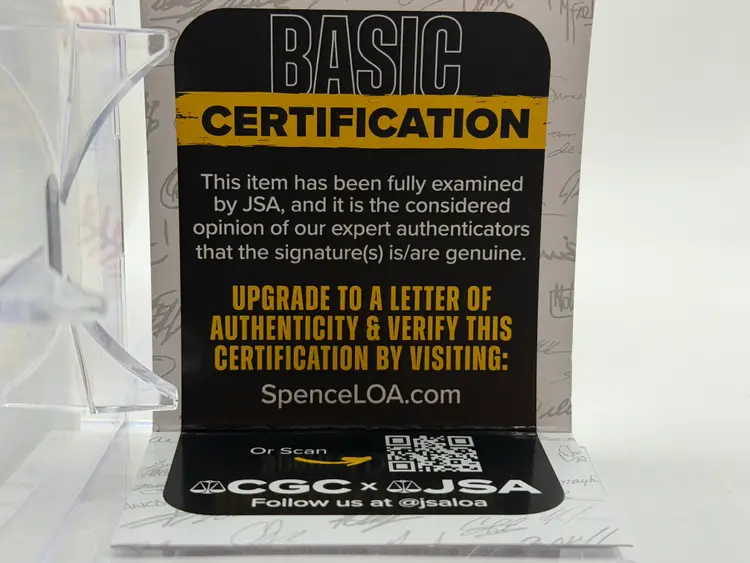 BASIC
CERTIFICATION
This item has been fully examined
by JSA, and it is the considered
opinion of our expert authenticators
that the signature(s) is/are genuine.
UPGRADE TO A LETTER OF
AUTHENTICITY & VERIFY THIS
CERTIFICATION BY VISITING:
SpenceLOA.com
Or Scan
CGC x JSA
Follow us at @jsaloa